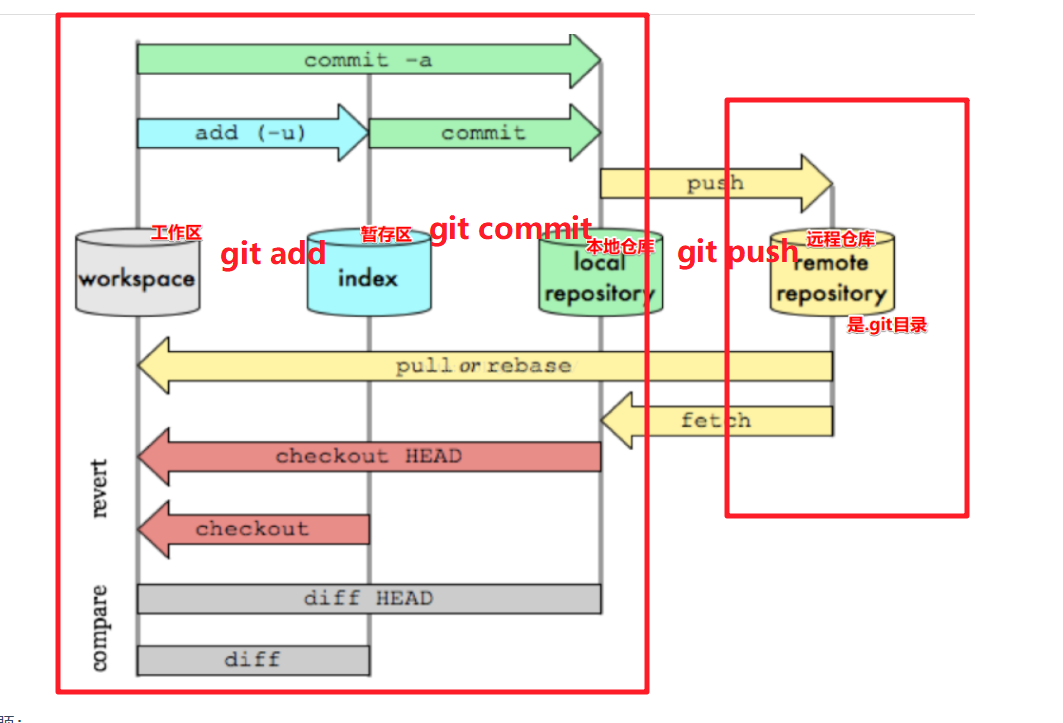 commit -a
add (-u)
commit
push
工作区
git add
暂存区
git commit
本地仓库
git push
远程仓库
workspace
index
local
repository
remote
repository
是.git目录
pull or rebase
fetch
revert
checkout HEAD
checkout
compare
diff HEAD
diff